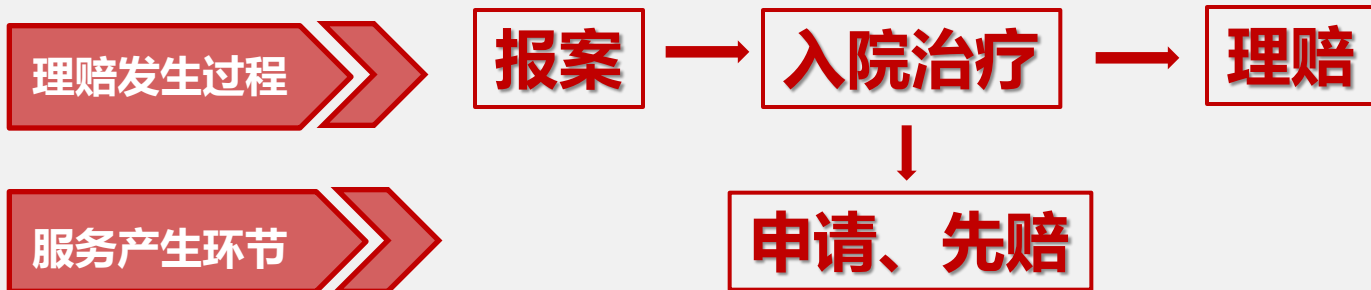 理赔发生过程
报案
入院治疗
理赔
服务产生环节
申请、先赔